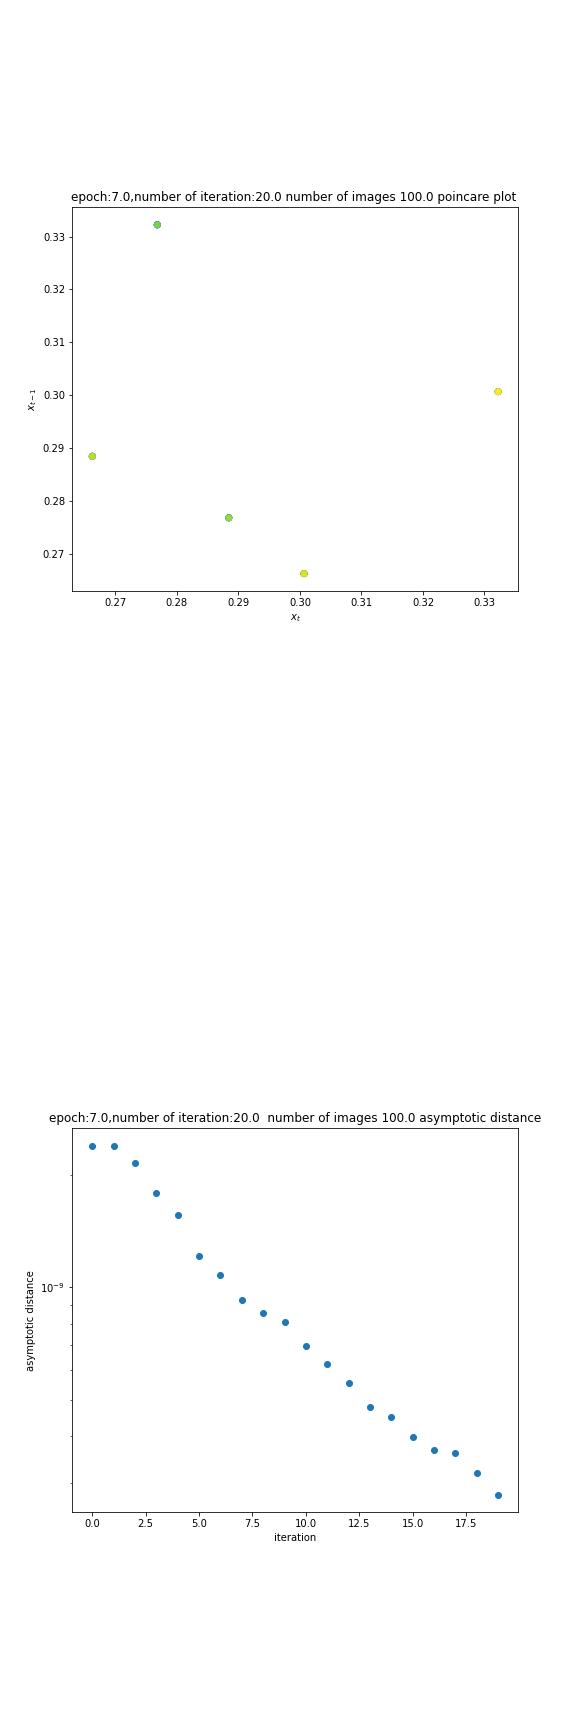 epoch:7.0,number of iteration:20.0 number of images 100.0 poincare plot
0.33
0.32
0.31
0.30
0.29
0.28
0.27
x_{t-1}
0.27 0.28 0.29 0.30 0.31 0.32 0.33
x_t
epoch:7.0,number of iteration:20.0  number of images 100.0 asymptotic distance
10⁻⁹
asymptotic distance
0.0 2.5 5.0 7.5 10.0 12.5 15.0 17.5
iteration